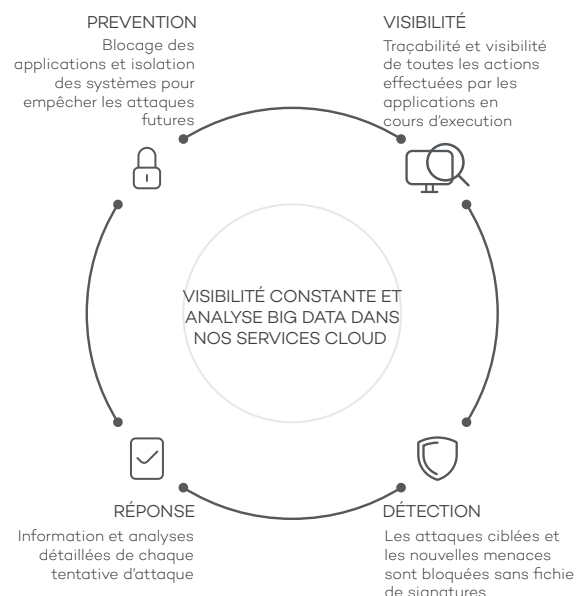 PREVENTION
Blocage des
applications et isolation
des systèmes pour
empêcher les attaques
futures
VISIBILITÉ
Traçabilité et visibilité
de toutes les actions
effectuées par les
applications en
cours d'execution
VISIBILITÉ CONSTANTE ET
ANALYSE BIG DATA DANS
NOS SERVICES CLOUD
RÉPONSE
Information et analyses
détaillées de chaque
tentative d'attaque
DÉTECTION
Les attaques ciblées et
les nouvelles menaces
sont bloquées sans fichie
de signatures